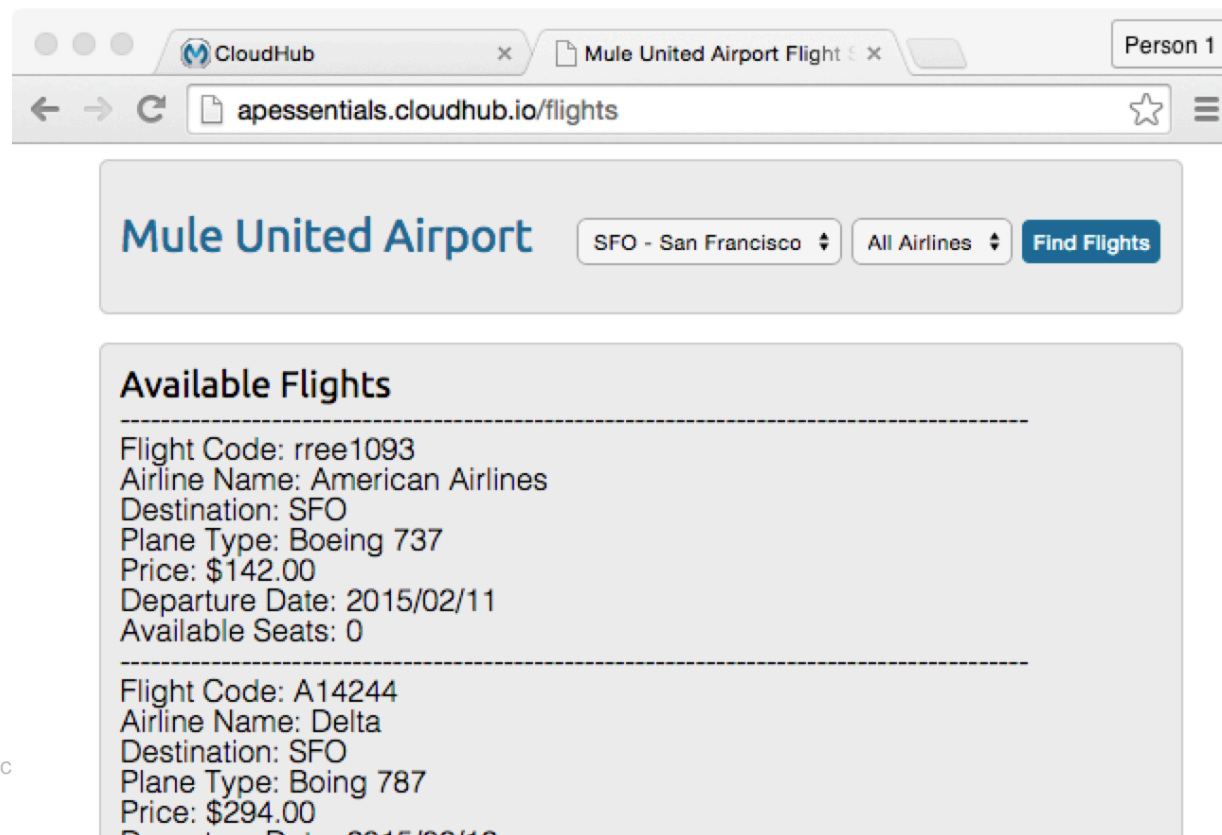 CloudHub
Mule United Airport Flight
Person 1
apessentials.cloudhub.io/flights
Mule United Airport
SFO - San Francisco
All Airlines
Find Flights
Available Flights
------------------------------------------------------------------------------------------
Flight Code: rree1093
Airline Name: American Airlines
Destination: SFO
Plane Type: Boeing 737
Price: $142.00
Departure Date: 2015/02/11
Available Seats: 0
------------------------------------------------------------------------------------------
Flight Code: A14244
Airline Name: Delta
Destination: SFO
Plane Type: Boing 787
Price: $294.00
c